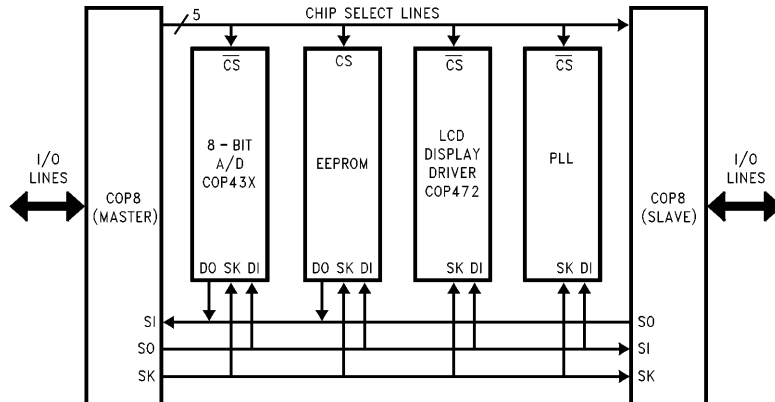 5
CHIP SELECT LINES
CS
CS
CS
CS
8 - BIT
A/D
COP43X
EEPROM
LCD
DISPLAY
DRIVER
COP472
PLL
I/O
LINES
COP8
(MASTER)
I/O
LINES
COP8
(SLAVE)
DO SK DI
DO SK DI
SK DI
SK DI
SI
SO
SO
SI
SK
SK